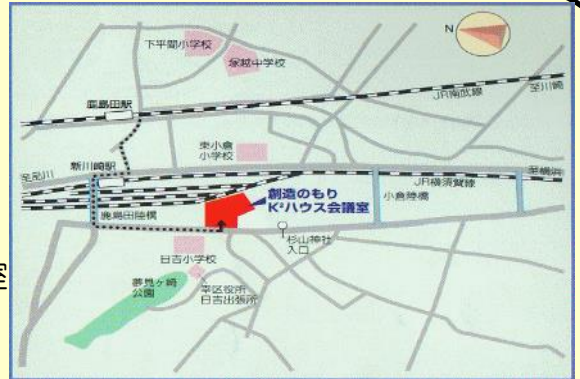 N
下平間小学校
塚越中学校
鹿島田駅
JR南武線
至川崎
東小倉
小学校
至品川
新川崎駅
JR横須賀線
至横浜
創造のもり
K²ハウス会議室
小倉陸橋
鹿島田陸橋
杉山神社
入口
日吉小学校
夢見ヶ崎
公園
幸区役所
日吉出張所